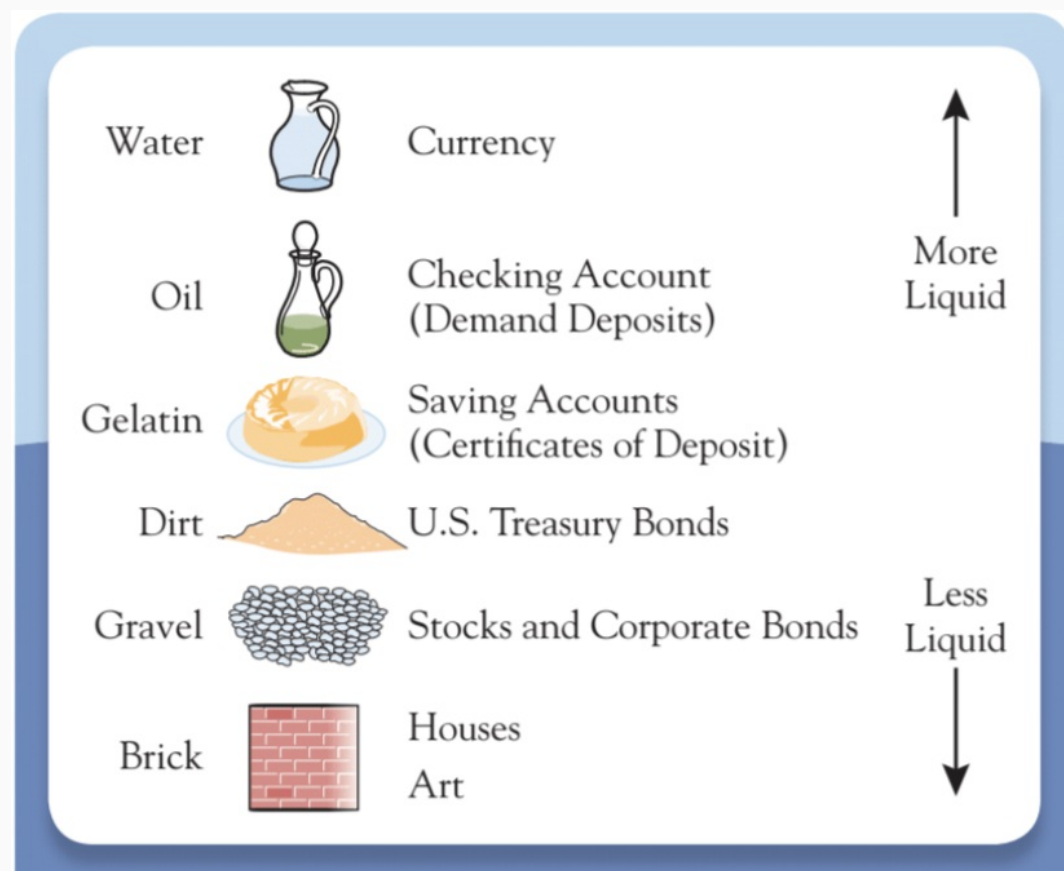 Water
Currency
Oil
Checking Account
(Demand Deposits)
More
Liquid
Gelatin
Saving Accounts
(Certificates of Deposit)
Dirt
U.S. Treasury Bonds
Gravel
Stocks and Corporate Bonds
Less
Liquid
Brick
Houses
Art